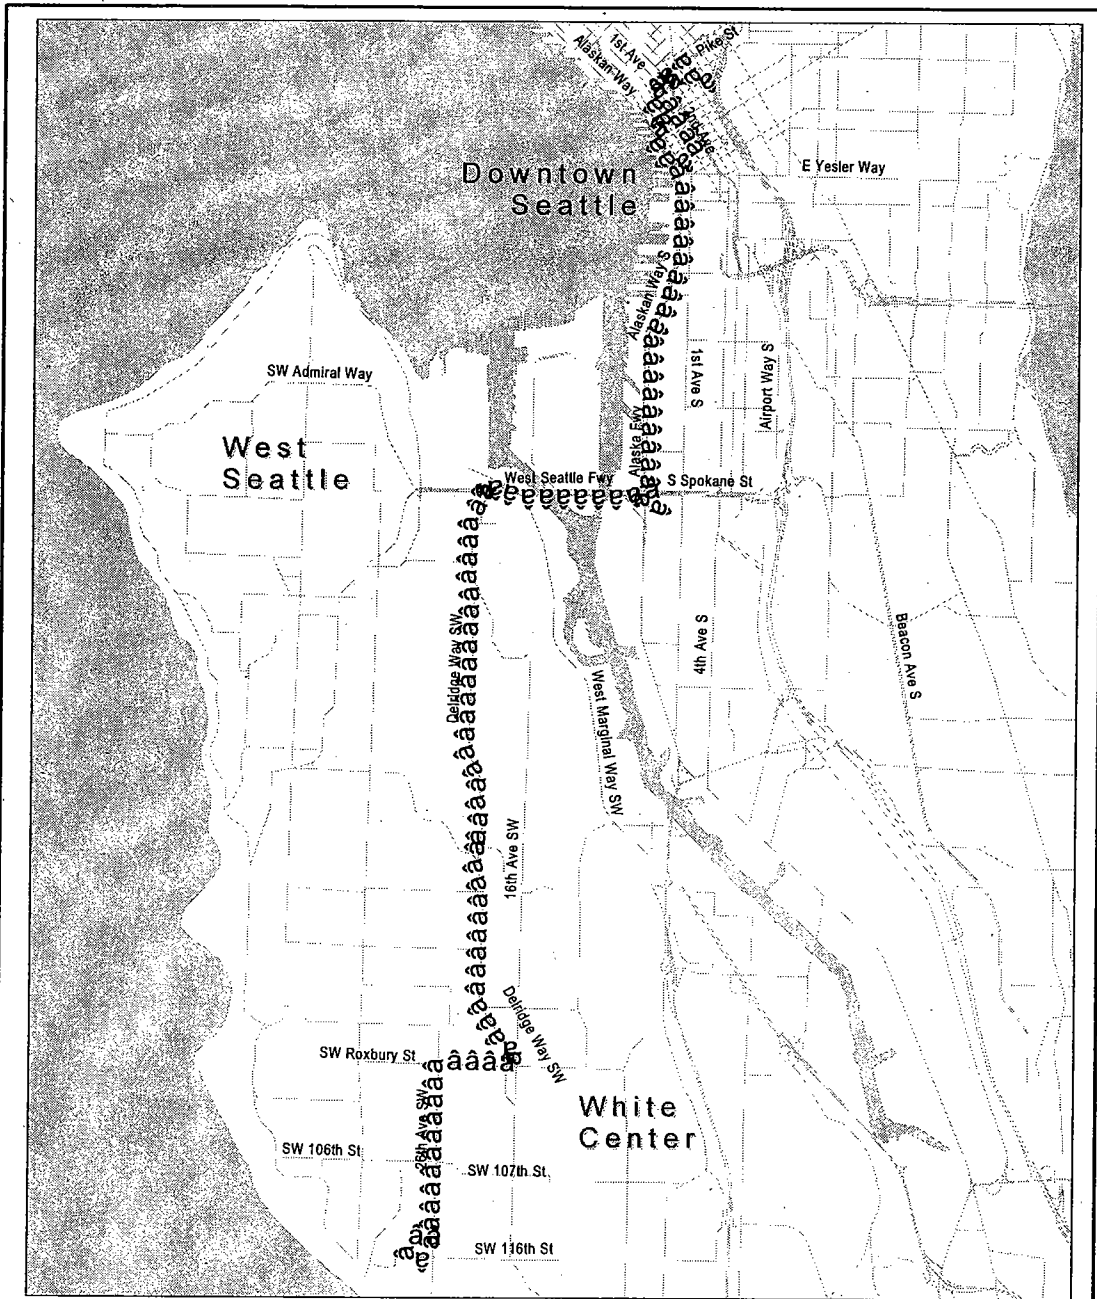 1st Ave
Pike St
Alaskan Way
2nd Ave
E Yesler Way
Downtown
Seattle
Alaskan Way S
SW Admiral Way
1st Ave S
Airport Way S
West
Seattle
Alaska Fwy
West Seattle Fwy
S Spokane St
Delridge Way SW
4th Ave S
Beacon Ave S
West Marginal Way SW
16th Ave SW
Delridge Way SW
SW Roxbury St
26th Ave SW
White
Center
SW 106th St
SW 107th St
SW 116th St